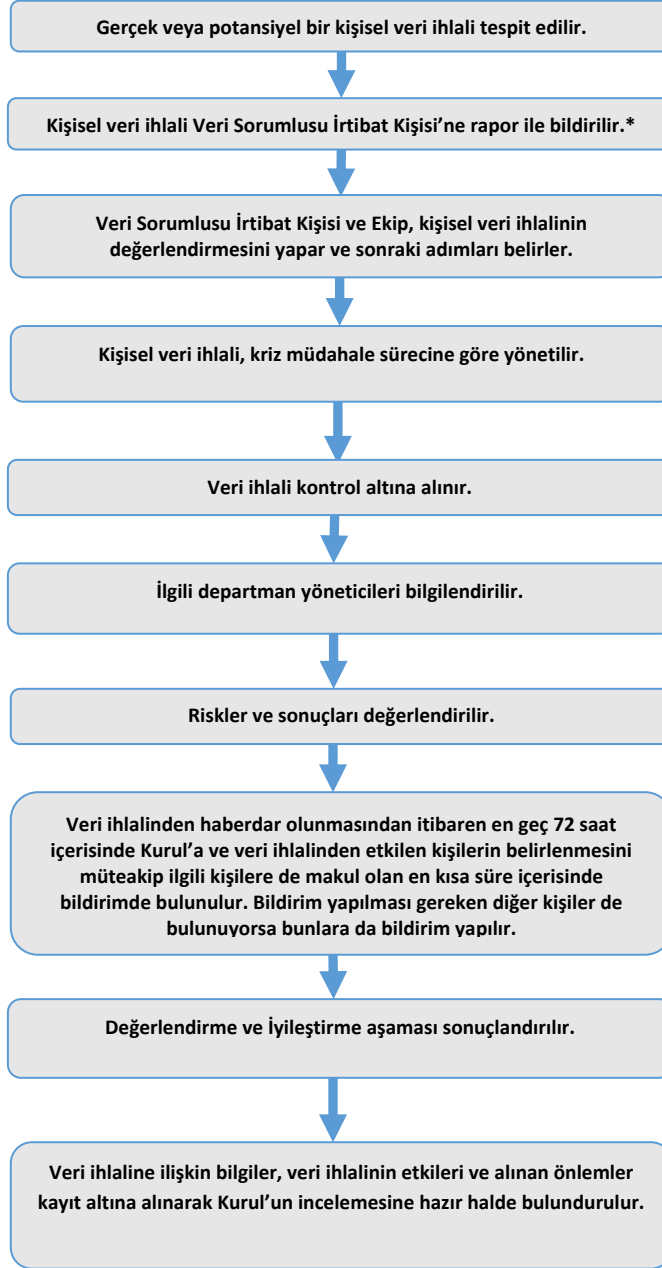 Gerçek veya potansiyel bir kişisel veri ihlali tespit edilir.
Kişisel veri ihlali Veri Sorumlusu İrtibat Kişisi’ne rapor ile bildirilir.*
Veri Sorumlusu İrtibat Kişisi ve Ekip, kişisel veri ihlalinin
değerlendirmesini yapar ve sonraki adımları belirler.
Kişisel veri ihlali, kriz müdahale sürecine göre yönetilir.
Veri ihlali kontrol altına alınır.
İlgili departman yöneticileri bilgilendirilir.
Riskler ve sonuçları değerlendirilir.
Veri ihlalinden haberdar olunmasından itibaren en geç 72 saat
içerisinde Kurul’a ve veri ihlalinden etkilen kişilerin belirlenmesini
müteakip ilgili kişilere de makul olan en kısa süre içerisinde
bildirimde bulunulur. Bildirim yapılması gereken diğer kişiler de
bulunuyorsa bunlara da bildirim yapılır.
Değerlendirme ve İyileştirme aşaması sonuçlandırılır.
Veri ihlaline ilişkin bilgiler, veri ihlalinin etkileri ve alınan önlemler
kayıt altına alınarak Kurul’un incelemesine hazır halde bulundurulur.